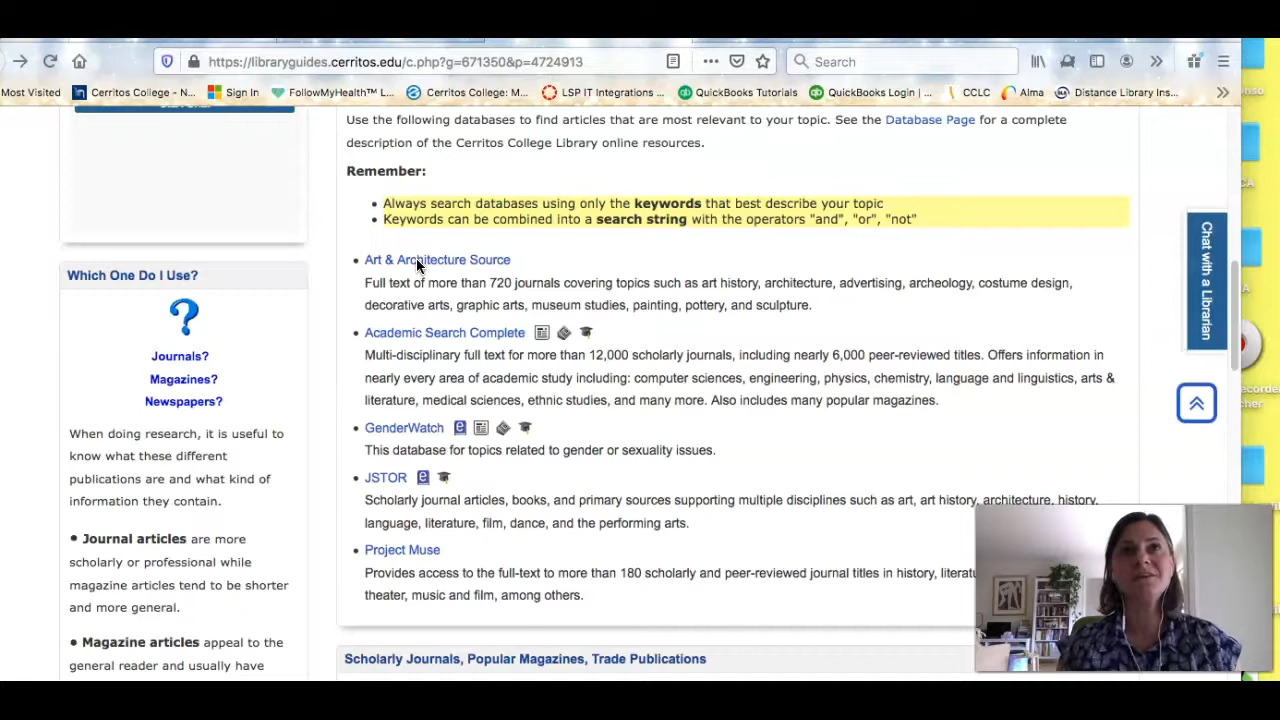 https://libraryguides.cerritos.edu/c.php?g=671350&p=4724913
Search
Most Visited
Cerritos College - N...
Sign In
FollowMyHealth™ L...
Cerritos College: M...
LSP IT Integrations ...
QuickBooks Tutorials
QuickBooks Login | ...
CCLC
Alma
Distance Library Ins...
Use the following databases to find articles that are most relevant to your topic. See the Database Page for a complete
description of the Cerritos College Library online resources.
Remember:
• Always search databases using only the keywords that best describe your topic
• Keywords can be combined into a search string with the operators "and", "or", "not"
• Art & Architecture Source
Full text of more than 720 journals covering topics such as art history, architecture, advertising, archeology, costume design,
decorative arts, graphic arts, museum studies, painting, pottery, and sculpture.
• Academic Search Complete
Multi-disciplinary full text for more than 12,000 scholarly journals, including nearly 6,000 peer-reviewed titles. Offers information in
nearly every area of academic study including: computer sciences, engineering, physics, chemistry, language and linguistics, arts &
literature, medical sciences, ethnic studies, and many more. Also includes many popular magazines.
• GenderWatch
This database for topics related to gender or sexuality issues.
• JSTOR
Scholarly journal articles, books, and primary sources supporting multiple disciplines such as art, art history, architecture, history,
language, literature, film, dance, and the performing arts.
• Project Muse
Provides access to the full-text to more than 180 scholarly and peer-reviewed journal titles in history,
theater, music and film, among others.
Scholarly Journals, Popular Magazines, Trade Publications
Which One Do I Use?
?
Journals?
Magazines?
Newspapers?
When doing research, it is useful to
know what these different
publications are and what kind of
information they contain.
• Journal articles are more
scholarly or professional while
magazine articles tend to be shorter
and more general.
• Magazine articles appeal to the
general reader and usually have
Chat with a Librarian